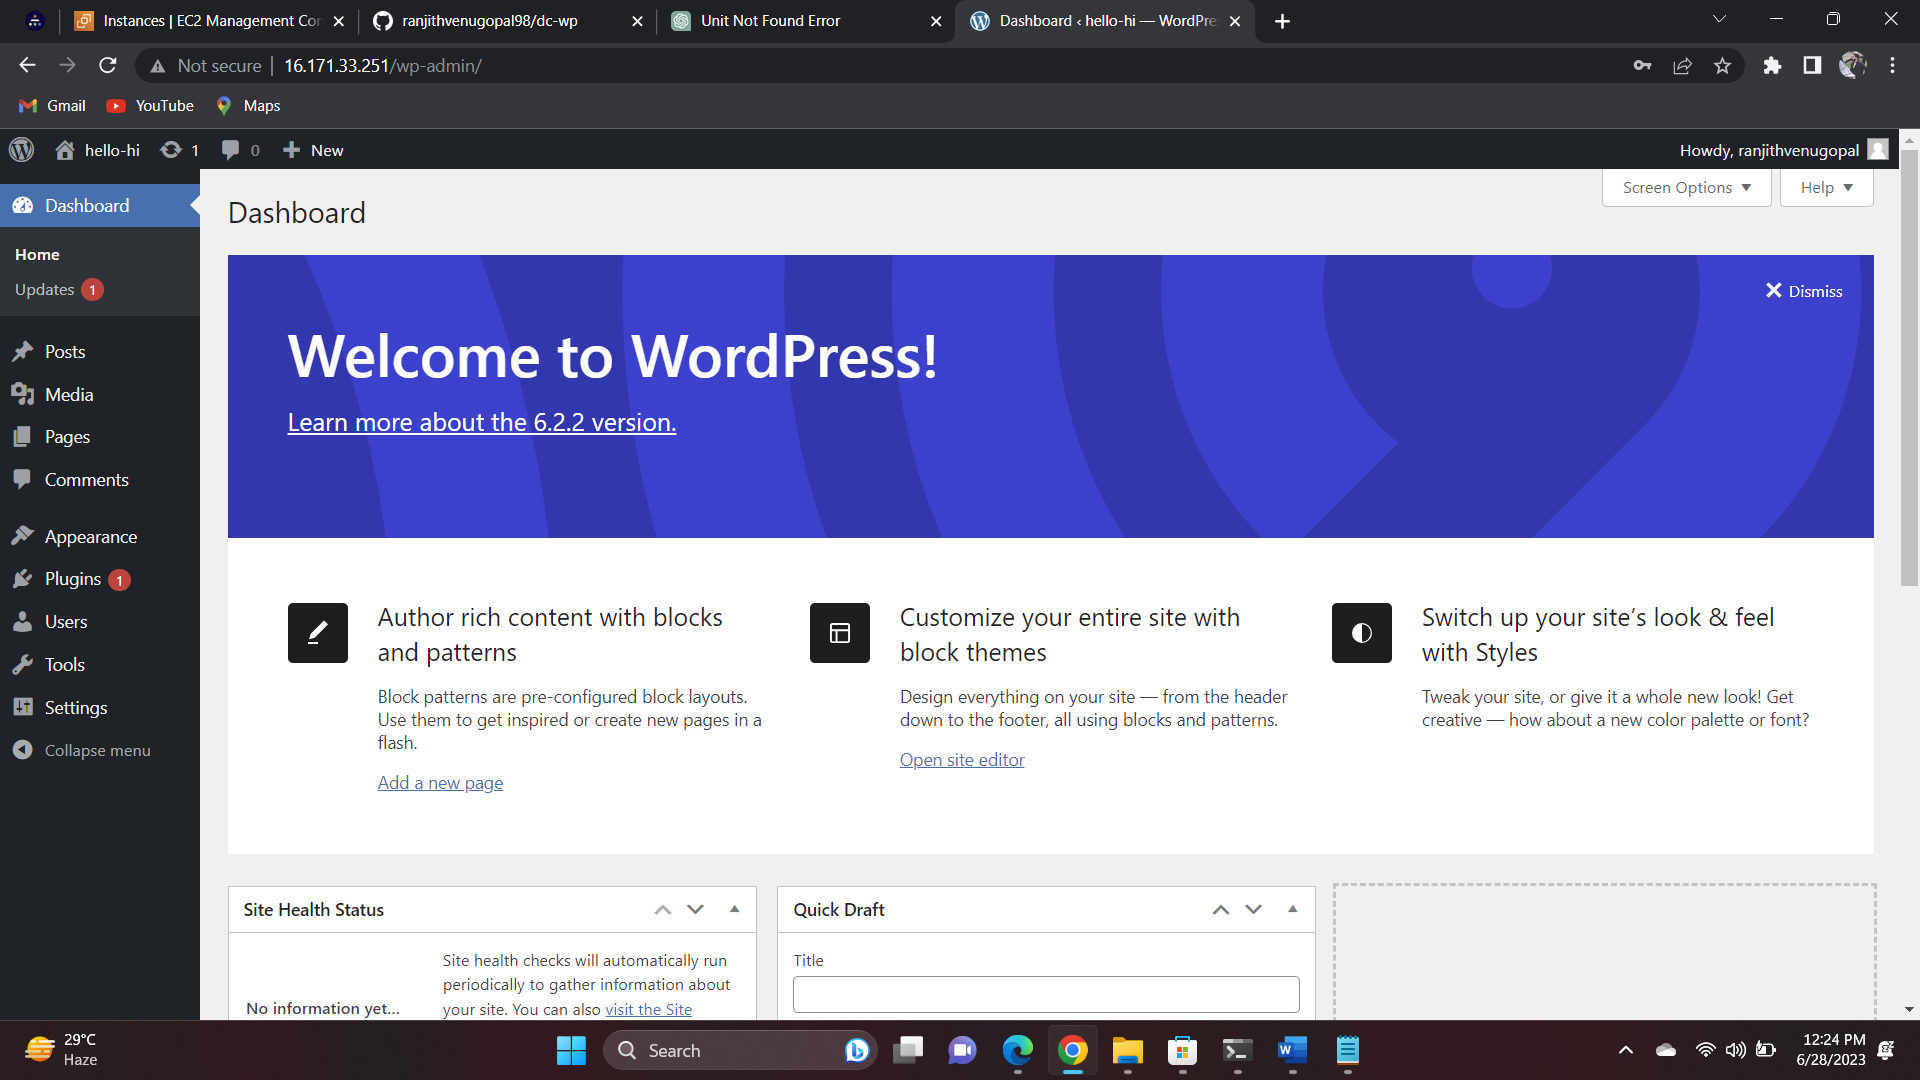 Instances | EC2 Management Con
ranjithvenugopal98/dc-wp
Unit Not Found Error
Dashboard ‹ hello-hi — WordPres
Not secure
16.171.33.251/wp-admin/
Gmail
YouTube
Maps
hello-hi
1
0
New
Howdy, ranjithvenugopal
Dashboard
Home
Updates 1
Posts
Media
Pages
Comments
Appearance
Plugins 1
Users
Tools
Settings
Collapse menu
Screen Options
Help
Dashboard
Dismiss
Welcome to WordPress!
Learn more about the 6.2.2 version.
Author rich content with blocks
and patterns
Block patterns are pre-configured block layouts.
Use them to get inspired or create new pages in a
flash.
Add a new page
Customize your entire site with
block themes
Design everything on your site — from the header
down to the footer, all using blocks and patterns.
Open site editor
Switch up your site’s look & feel
with Styles
Tweak your site, or give it a whole new look! Get
creative — how about a new color palette or font?
Site Health Status
No information yet...
Site health checks will automatically run
periodically to gather information about
your site. You can also visit the Site
Quick Draft
Title
29°C
Haze
Search
12:24 PM
6/28/2023